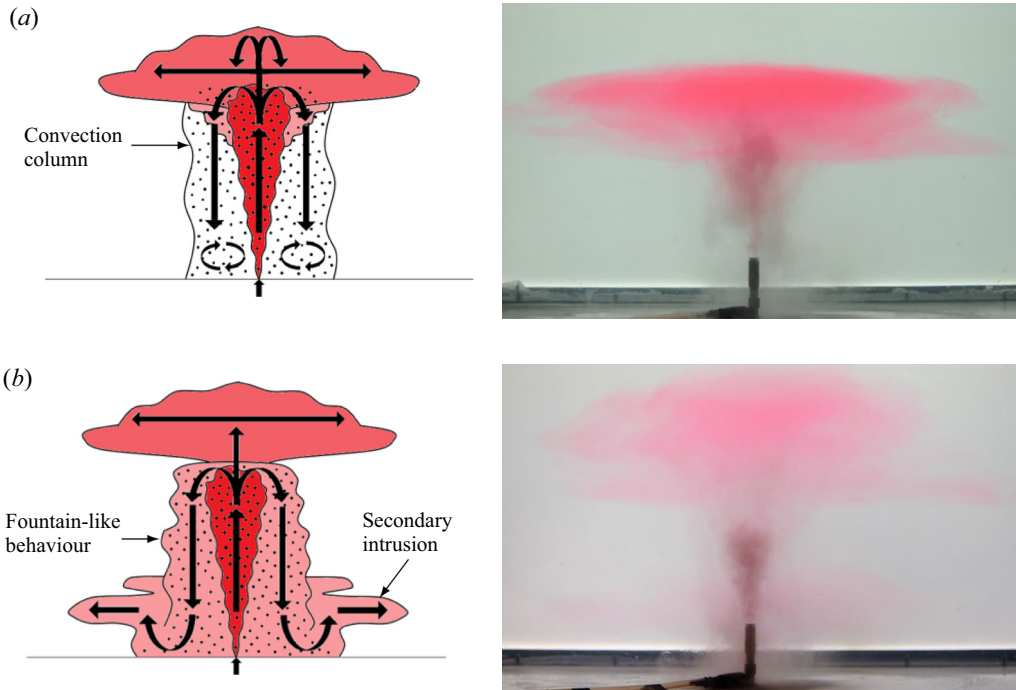 (a)
Convection
column
(b)
Fountain-like
behaviour
Secondary
intrusion